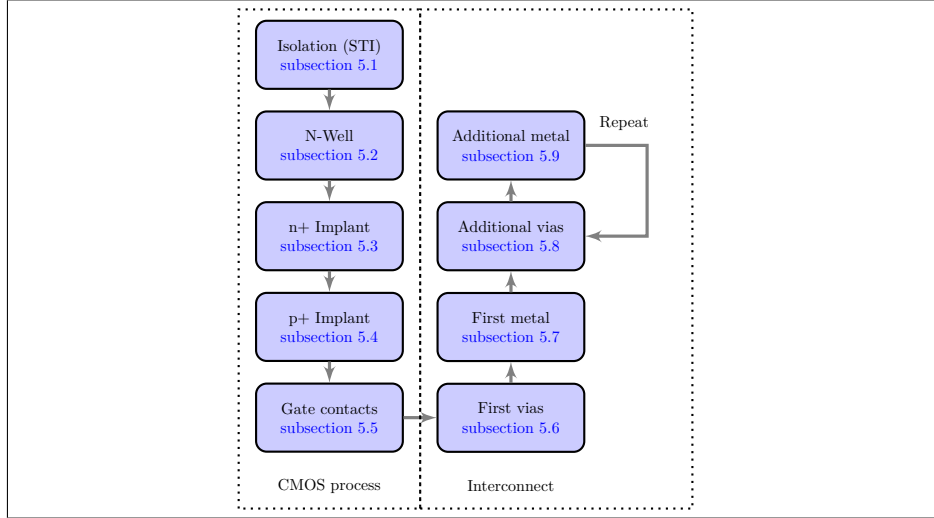 Isolation (STI)
subsection 5.1
N-Well
subsection 5.2
n+ Implant
subsection 5.3
p+ Implant
subsection 5.4
Gate contacts
subsection 5.5
CMOS process
Additional metal
subsection 5.9
Repeat
Additional vias
subsection 5.8
First metal
subsection 5.7
First vias
subsection 5.6
Interconnect